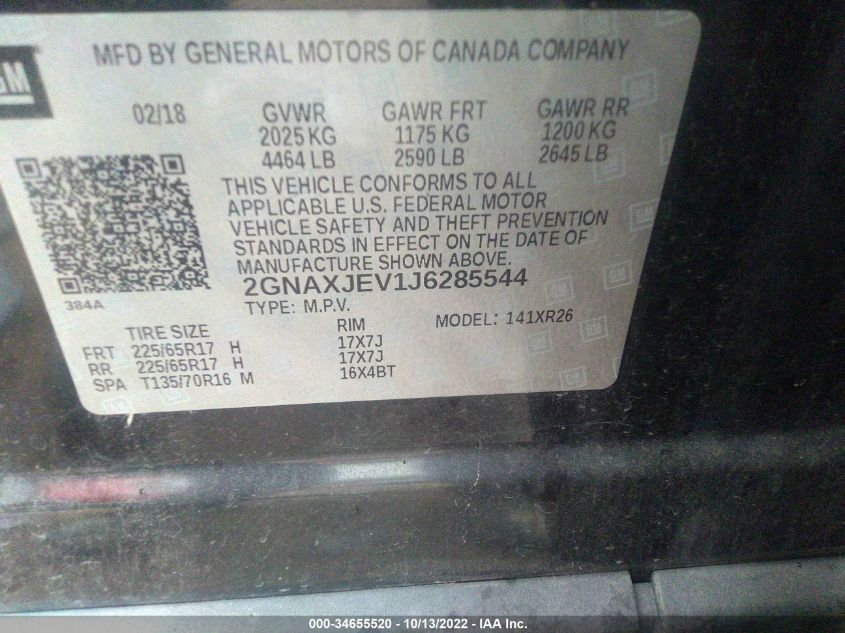 GM
MFD BY GENERAL MOTORS OF CANADA COMPANY
02/18 GVWR GAWR FRT GAWR RR
2025 KG 1175 KG 1200 KG
4464 LB 2590 LB 2645 LB
THIS VEHICLE CONFORMS TO ALL
APPLICABLE U.S. FEDERAL MOTOR
VEHICLE SAFETY AND THEFT PREVENTION
STANDARDS IN EFFECT ON THE DATE OF
MANUFACTURE SHOWN ABOVE.
2GNAXJEV1J6285544
384A
TYPE: M.P.V.
MODEL: 141XR26
TIRE SIZE RIM
FRT 225/65R17 H 17X7J
RR 225/65R17 H 17X7J
SPA T135/70R16 M 16X4BT
000-34655520 - 10/13/2022 - IAA Inc.